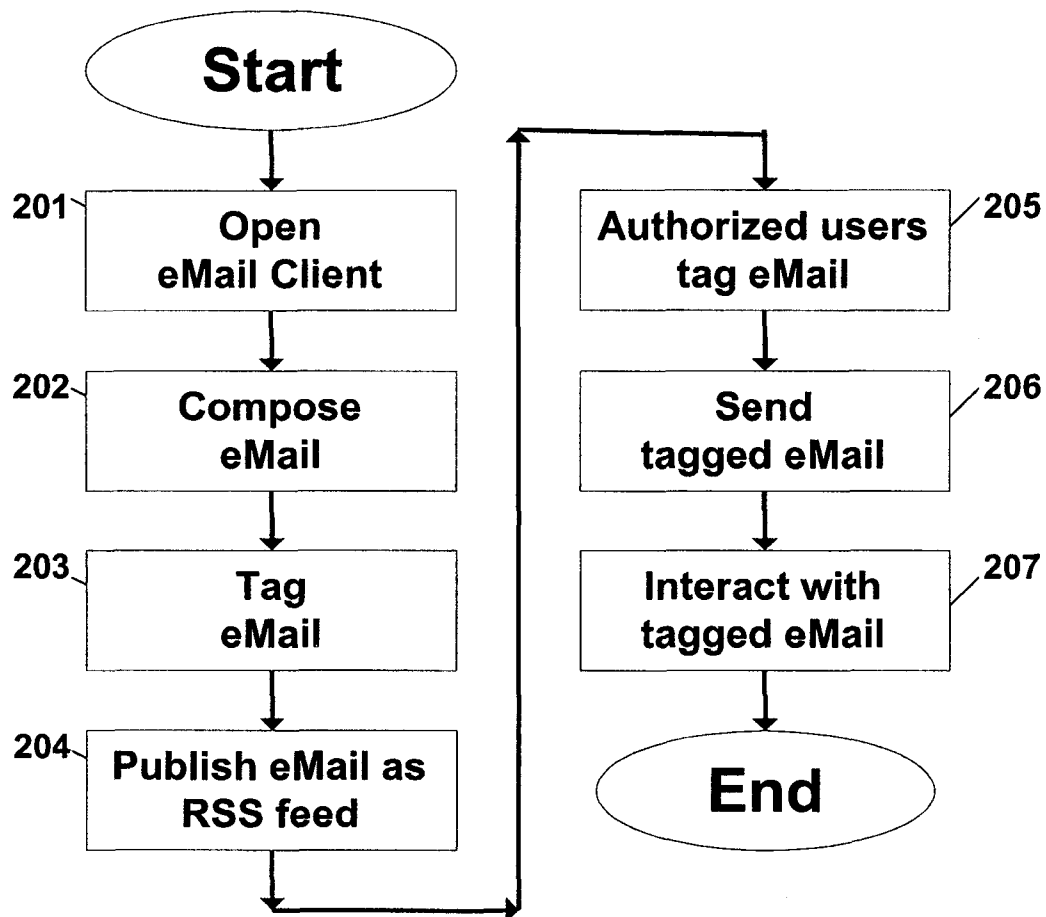 Start
201
Open
eMail Client
202
Compose
eMail
203
Tag
eMail
204
Publish eMail as
RSS feed
205
Authorized users
tag eMail
206
Send
tagged eMail
207
Interact with
tagged eMail
End